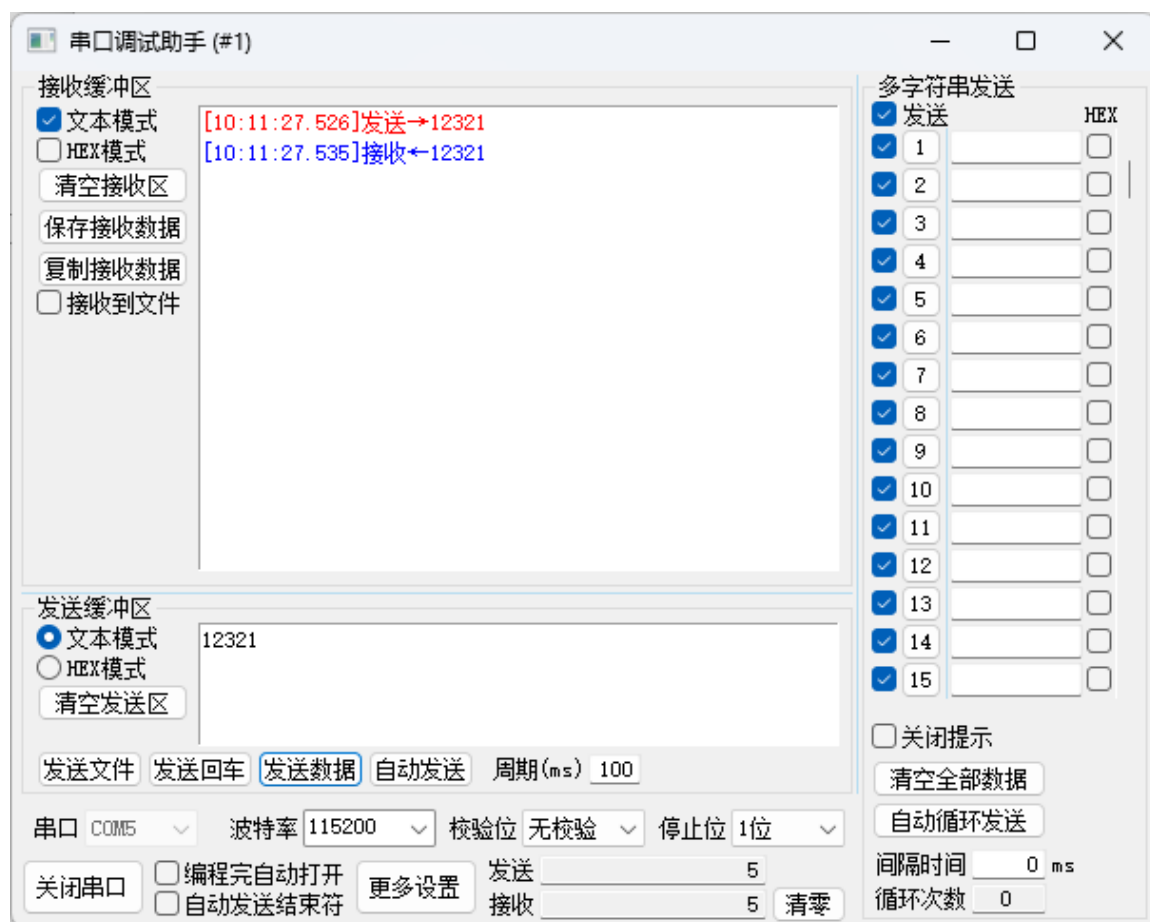 串口调试助手 (#1)
接收缓冲区
文本模式
HEX模式
清空接收区
保存接收数据
复制接收数据
接收到文件
[10:11:27.526]发送→12321
[10:11:27.535]接收←12321
发送缓冲区
文本模式
HEX模式
清空发送区
12321
发送文件 发送回车 发送数据 自动发送 周期(ms) 100
串口 COM5 波特率 115200 校验位 无校验 停止位 1位
关闭串口
编程完自动打开
自动发送结束符
更多设置
发送 5
接收 5 清零
多字符串发送
发送 HEX
1
2
3
4
5
6
7
8
9
10
11
12
13
14
15
关闭提示
清空全部数据
自动循环发送
间隔时间 0 ms
循环次数 0